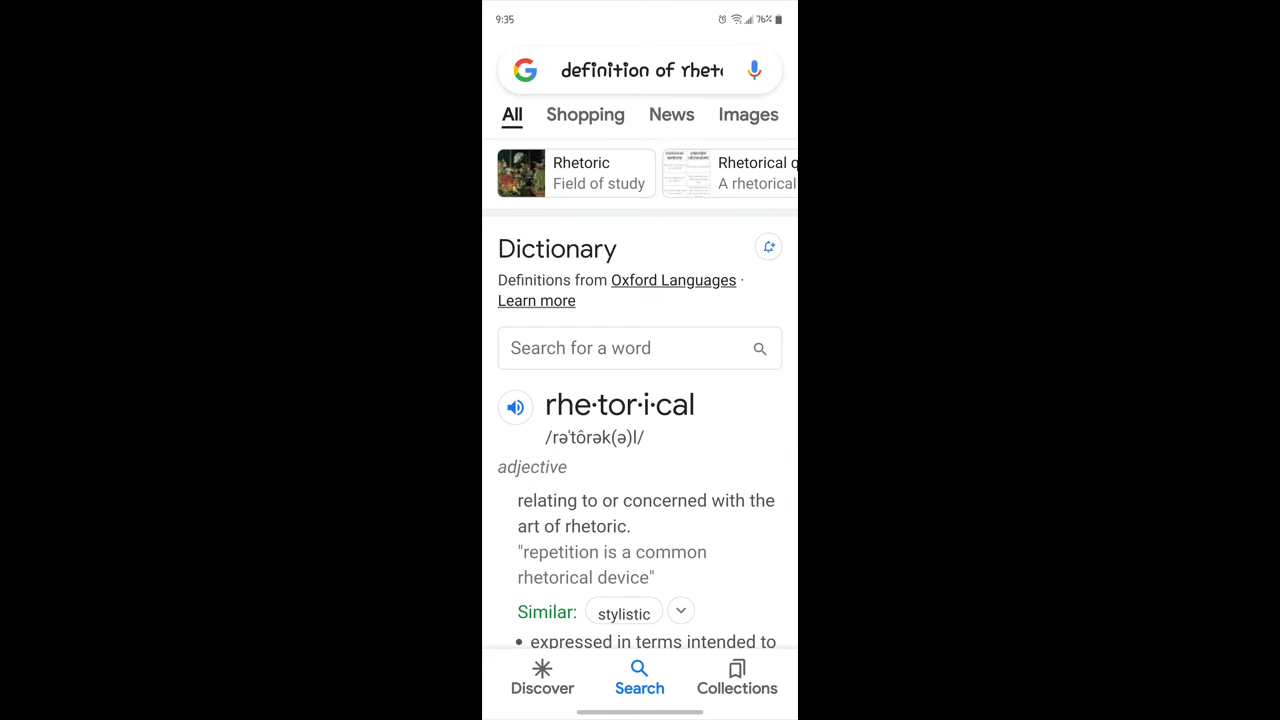 9:35
76%
definition of rheto
All Shopping News Images
Rhetoric
Field of study
Rhetorical q
A rhetorical
Dictionary
Definitions from Oxford Languages ·
Learn more
Search for a word
rhe·tor·i·cal
/rəˈtôrək(ə)l/
adjective
relating to or concerned with the
art of rhetoric.
"repetition is a common
rhetorical device"
Similar: stylistic
• expressed in terms intended to
Discover Search Collections